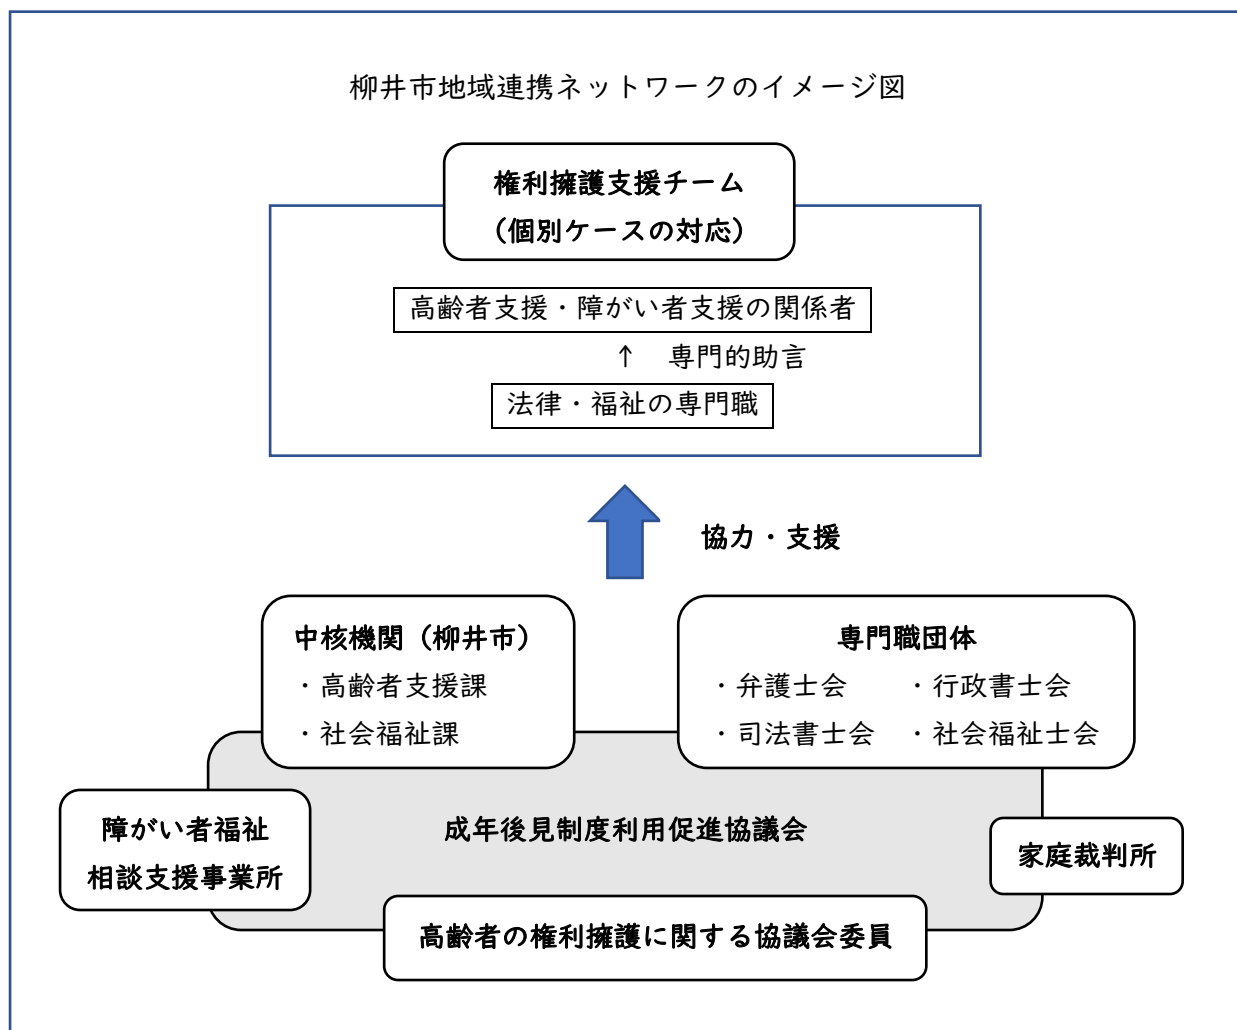 柳井市地域連携ネットワークのイメージ図
権利擁護支援チーム
（個別ケースの対応）
高齢者支援・障がい者支援の関係者
↑　専門的助言
法律・福祉の専門職
協力・支援
中核機関（柳井市）
・高齢者支援課
・社会福祉課
専門職団体
・弁護士会　　・行政書士会
・司法書士会　・社会福祉士会
障がい者福祉
相談支援事業所
成年後見制度利用促進協議会
家庭裁判所
高齢者の権利擁護に関する協議会委員